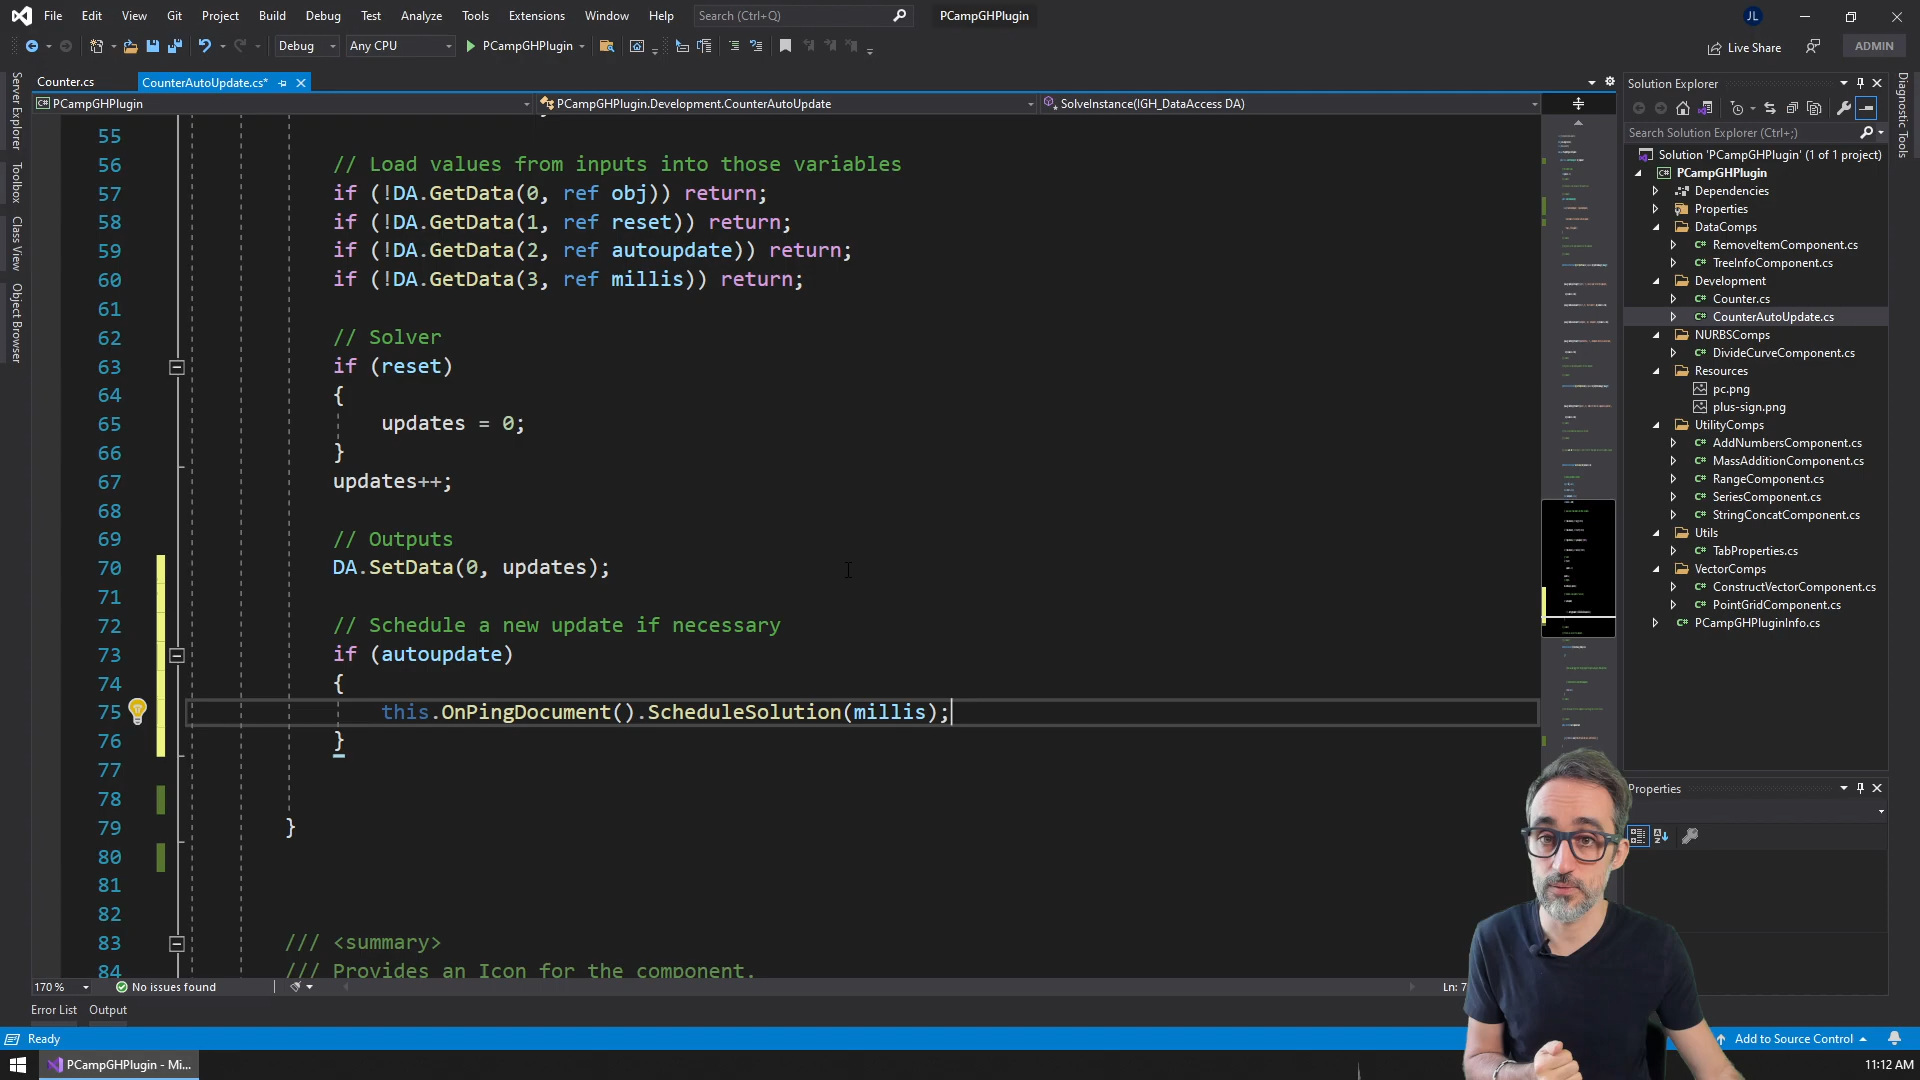 File Edit View Git Project Build Debug Test Analyze Tools Extensions Window Help Search (Ctrl+Q) PCampGHPlugin JL
Debug Any CPU PCampGHPlugin Live Share ADMIN
Counter.cs CounterAutoUpdate.cs*
PCampGHPlugin PCampGHPlugin.Development.CounterAutoUpdate SolveInstance(IGH_DataAccess DA)
Server Explorer
Toolbox
Class View
Object Browser
55
56 // Load values from inputs into those variables
57 if (!DA.GetData(0, ref obj)) return;
58 if (!DA.GetData(1, ref reset)) return;
59 if (!DA.GetData(2, ref autoupdate)) return;
60 if (!DA.GetData(3, ref millis)) return;
61
62 // Solver
63 if (reset)
64 {
65 updates = 0;
66 }
67 updates++;
68
69 // Outputs
70 DA.SetData(0, updates);
71
72 // Schedule a new update if necessary
73 if (autoupdate)
74 {
75 this.OnPingDocument().ScheduleSolution(millis);
76 }
77
78
79 }
80
81
82
83 /// <summary>
84 /// Provides an Icon for the component.
170 % No issues found Ln: 7
Error List Output
Ready
Solution Explorer
Search Solution Explorer (Ctrl+;)
Solution 'PCampGHPlugin' (1 of 1 project)
PCampGHPlugin
Dependencies
Properties
DataComps
C# RemoveItemComponent.cs
C# TreeInfoComponent.cs
Development
C# Counter.cs
C# CounterAutoUpdate.cs
NURBSComps
C# DivideCurveComponent.cs
Resources
pc.png
plus-sign.png
UtilityComps
C# AddNumbersComponent.cs
C# MassAdditionComponent.cs
C# RangeComponent.cs
C# SeriesComponent.cs
C# StringConcatComponent.cs
Utils
C# TabProperties.cs
VectorComps
C# ConstructVectorComponent.cs
C# PointGridComponent.cs
C# PCampGHPluginInfo.cs
Diagnostic Tools
Properties
Add to Source Control
PCampGHPlugin - Mi...
11:12 AM